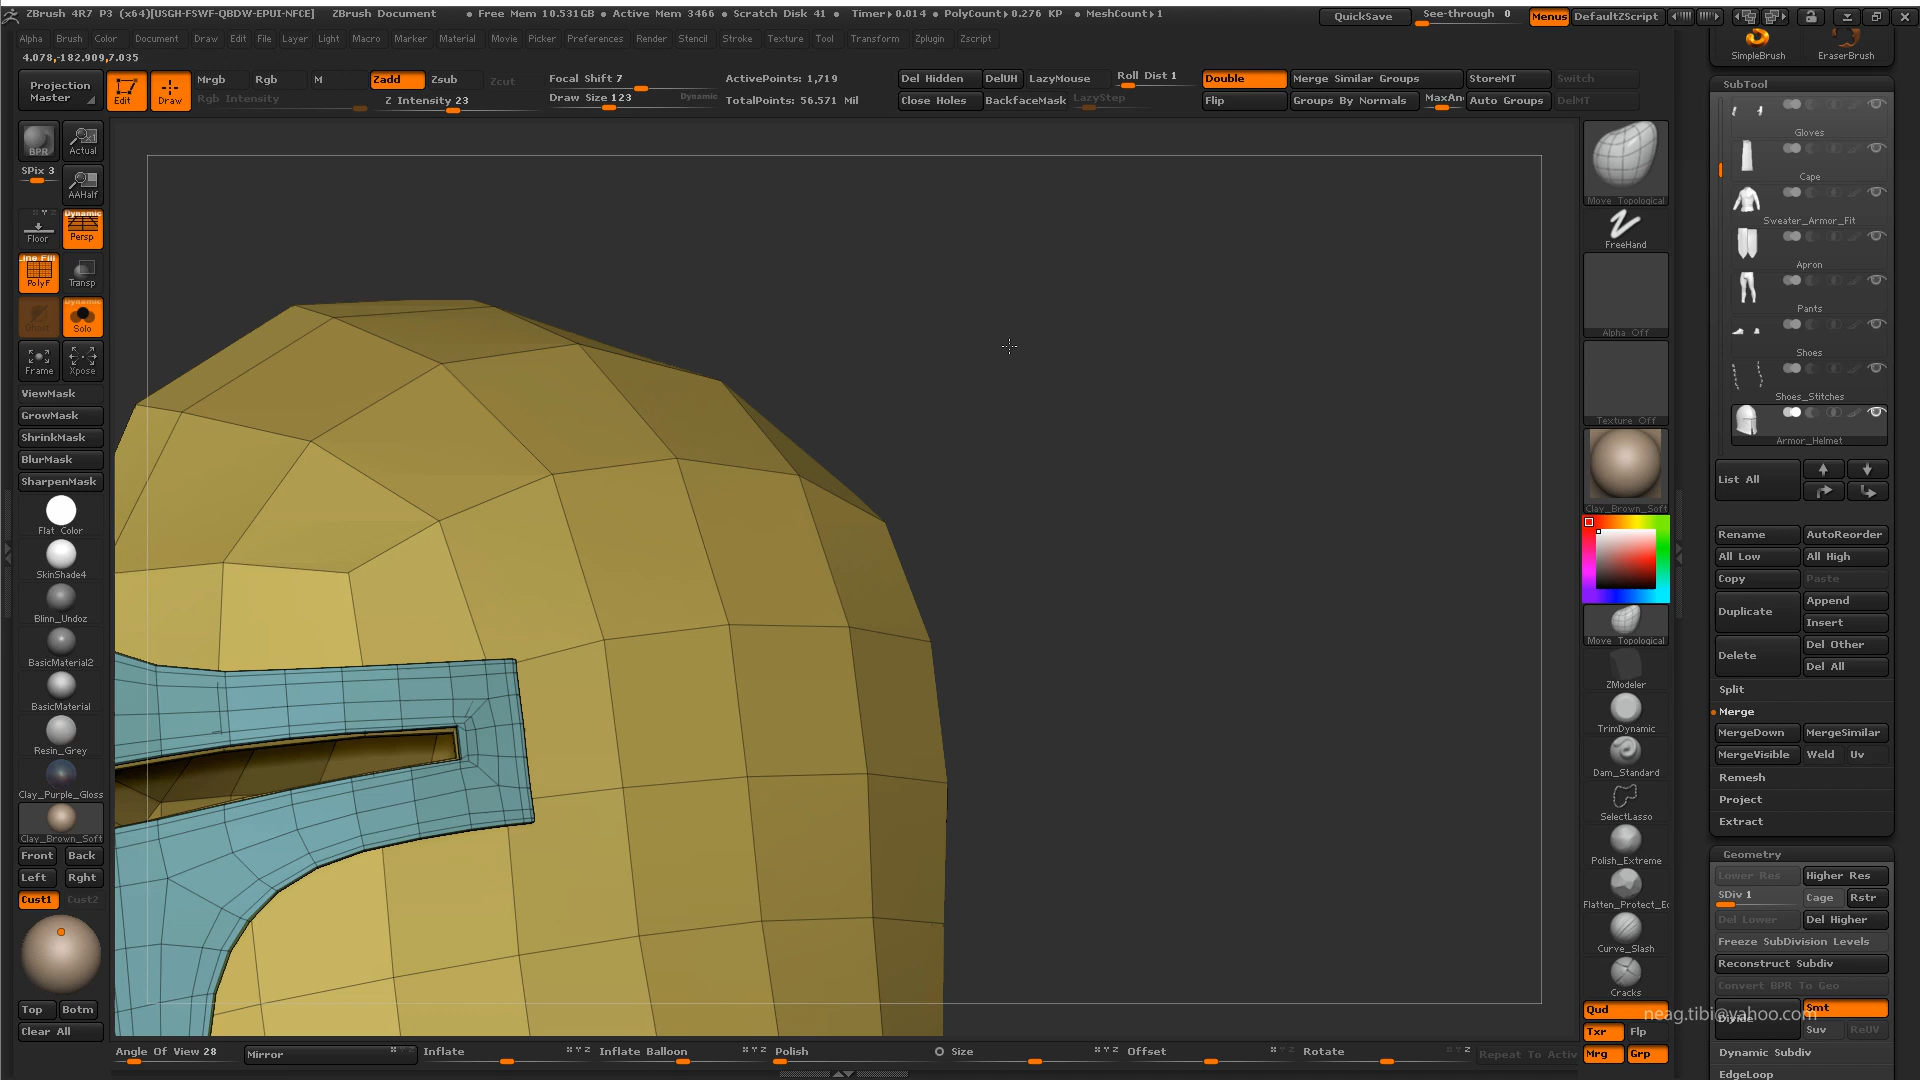 ZBrush 4R7 P3 (x64)[USGH-FSWF-QBDW-EPUI-NFCE] ZBrush Document • Free Mem 10.531GB • Active Mem 3466 • Scratch Disk 41 • Timer▸0.014 • PolyCount▸0.276 KP • MeshCount▸1 QuickSave See-through 0 Menus DefaultZScript
Alpha Brush Color Document Draw Edit File Layer Light Macro Marker Material Movie Picker Preferences Render Stencil Stroke Texture Tool Transform Zplugin Zscript
4.078,-182.909,7.035
SimpleBrush EraserBrush
Projection Master
Edit Draw
Mrgb Rgb M Zadd Zsub Zcut
Rgb Intensity Z Intensity 23
Focal Shift 7
Draw Size 123 Dynamic
ActivePoints: 1,719
TotalPoints: 56.571 Mil
Del Hidden DelUH LazyMouse Roll Dist 1
Close Holes BackfaceMask LazyStep
Double Merge Similar Groups StoreMT Switch
Flip Groups By Normals MaxAn Auto Groups DelMT
BPR Actual
SPix 3
AAHalf
Floor
Dynamic
Persp
Line Fill
PolyF
Transp
Ghost
Dynamic
Solo
Frame Xpose
ViewMask
GrowMask
ShrinkMask
BlurMask
SharpenMask
Flat Color
SkinShade4
Blinn_Undoz
BasicMaterial2
BasicMaterial
Resin_Grey
Clay_Purple_Gloss
Clay_Brown_Soft
Front Back
Left Rght
Cust1 Cust2
Top Botm
Clear All
Angle Of View 28 Mirror Inflate Inflate Balloon Polish Size Offset Rotate Repeat To Activ
Move Topological
FreeHand
Alpha Off
Texture Off
Clay_Brown_Soft
Move Topological
ZModeler
TrimDynamic
Dam_Standard
SelectLasso
Polish_Extreme
Flatten_Protect_Ed
Curve_Slash
Cracks
Qud
Txr Flp
Mrg Grp
SubTool
Gloves
Cape
Sweater_Armor_Fit
Apron
Pants
Shoes
Shoes_Stitches
Armor_Helmet
List All
Rename AutoReorder
All Low All High
Copy Paste
Duplicate
Append
Insert
Delete
Del Other
Del All
Split
Merge
MergeDown MergeSimilar
MergeVisible Weld Uv
Remesh
Project
Extract
Geometry
Lower Res Higher Res
SDiv 1 Cage Rstr
Del Lower Del Higher
Freeze SubDivision Levels
Reconstruct Subdiv
Convert BPR To Geo
Divide
Smt
Suv ReUV
neag.tibi@yahoo.com
Dynamic Subdiv
EdgeLoop